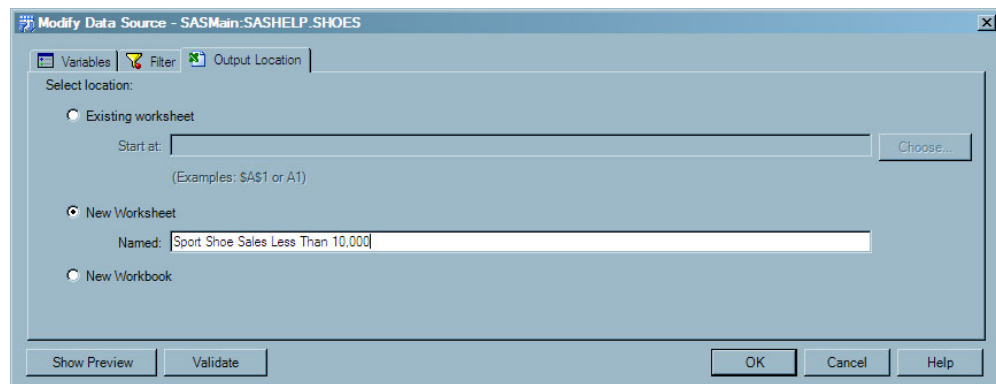 Modify Data Source - SASMain:SASHELP.SHOES
Variables Filter Output Location
Select location:
Existing worksheet
Start at: Choose...
(Examples: $A$1 or A1)
New Worksheet
Named: Sport Shoe Sales Less Than 10,000
New Workbook
Show Preview Validate OK Cancel Help